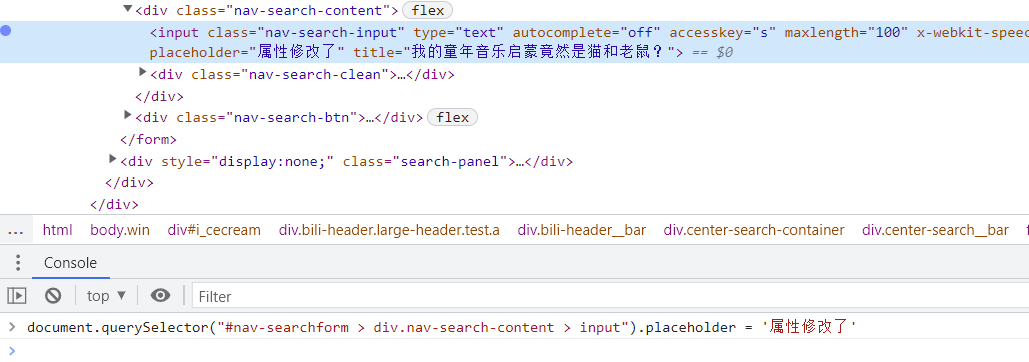 <div class="nav-search-content"> flex
<input class="nav-search-input" type="text" autocomplete="off" accesskey="s" maxlength="100" x-webkit-speec
placeholder="属性修改了" title="我的童年音乐启蒙竟然是猫和老鼠？"> == $0
<div class="nav-search-clean">…</div>
</div>
<div class="nav-search-btn">…</div> flex
</form>
<div style="display:none;" class="search-panel">…</div>
</div>
</div>
… html body.win div#i_cecream div.bili-header.large-header.test.a div.bili-header__bar div.center-search-container div.center-search__bar f
Console
top ▼ Filter
> document.querySelector("#nav-searchform > div.nav-search-content > input").placeholder = '属性修改了'
>